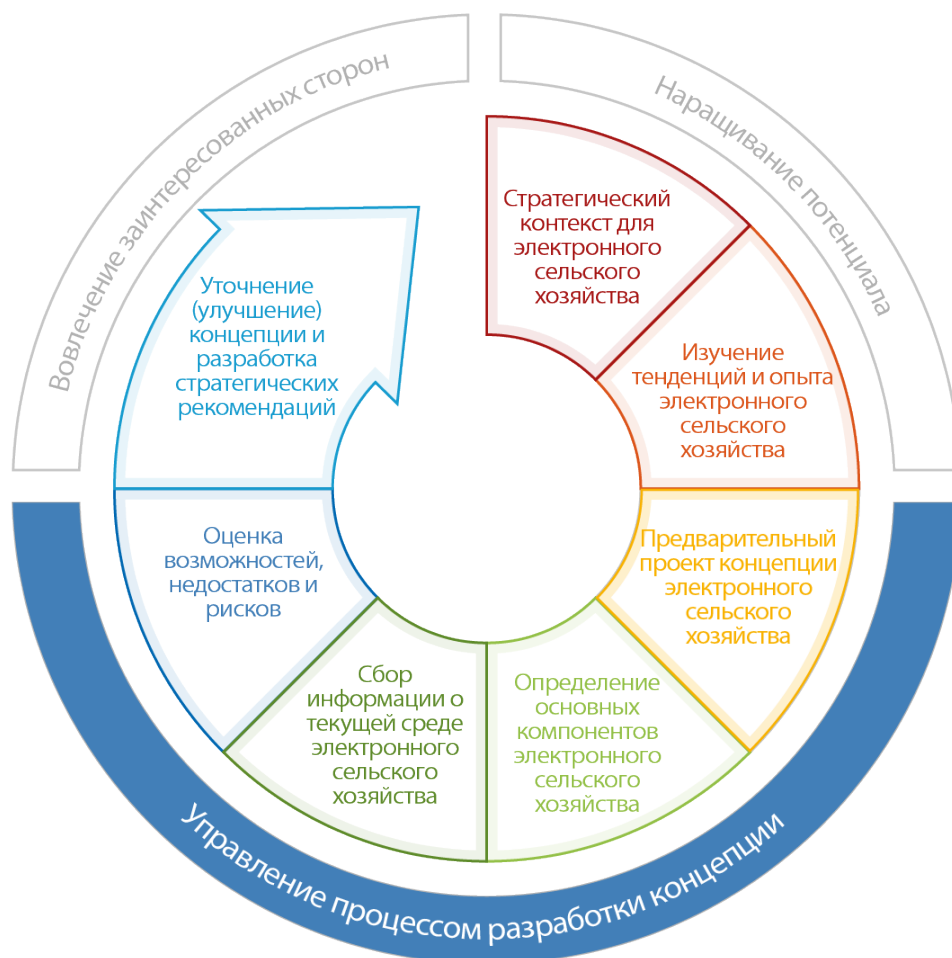 Вовлечение заинтересованных сторон
Наращивание потенциала
Стратегический
контекст для
электронного
сельского
хозяйства
Изучение
тенденций и опыта
электронного
сельского
хозяйства
Предварительный
проект концепции
электронного
сельского
хозяйства
Определение
основных
компонентов
электронного
сельского
хозяйства
Сбор
информации о
текущей среде
электронного
сельского
хозяйства
Оценка
возможностей,
недостатков и
рисков
Уточнение
(улучшение)
концепции и
разработка
стратегических
рекомендаций
Управление процессом разработки концепции